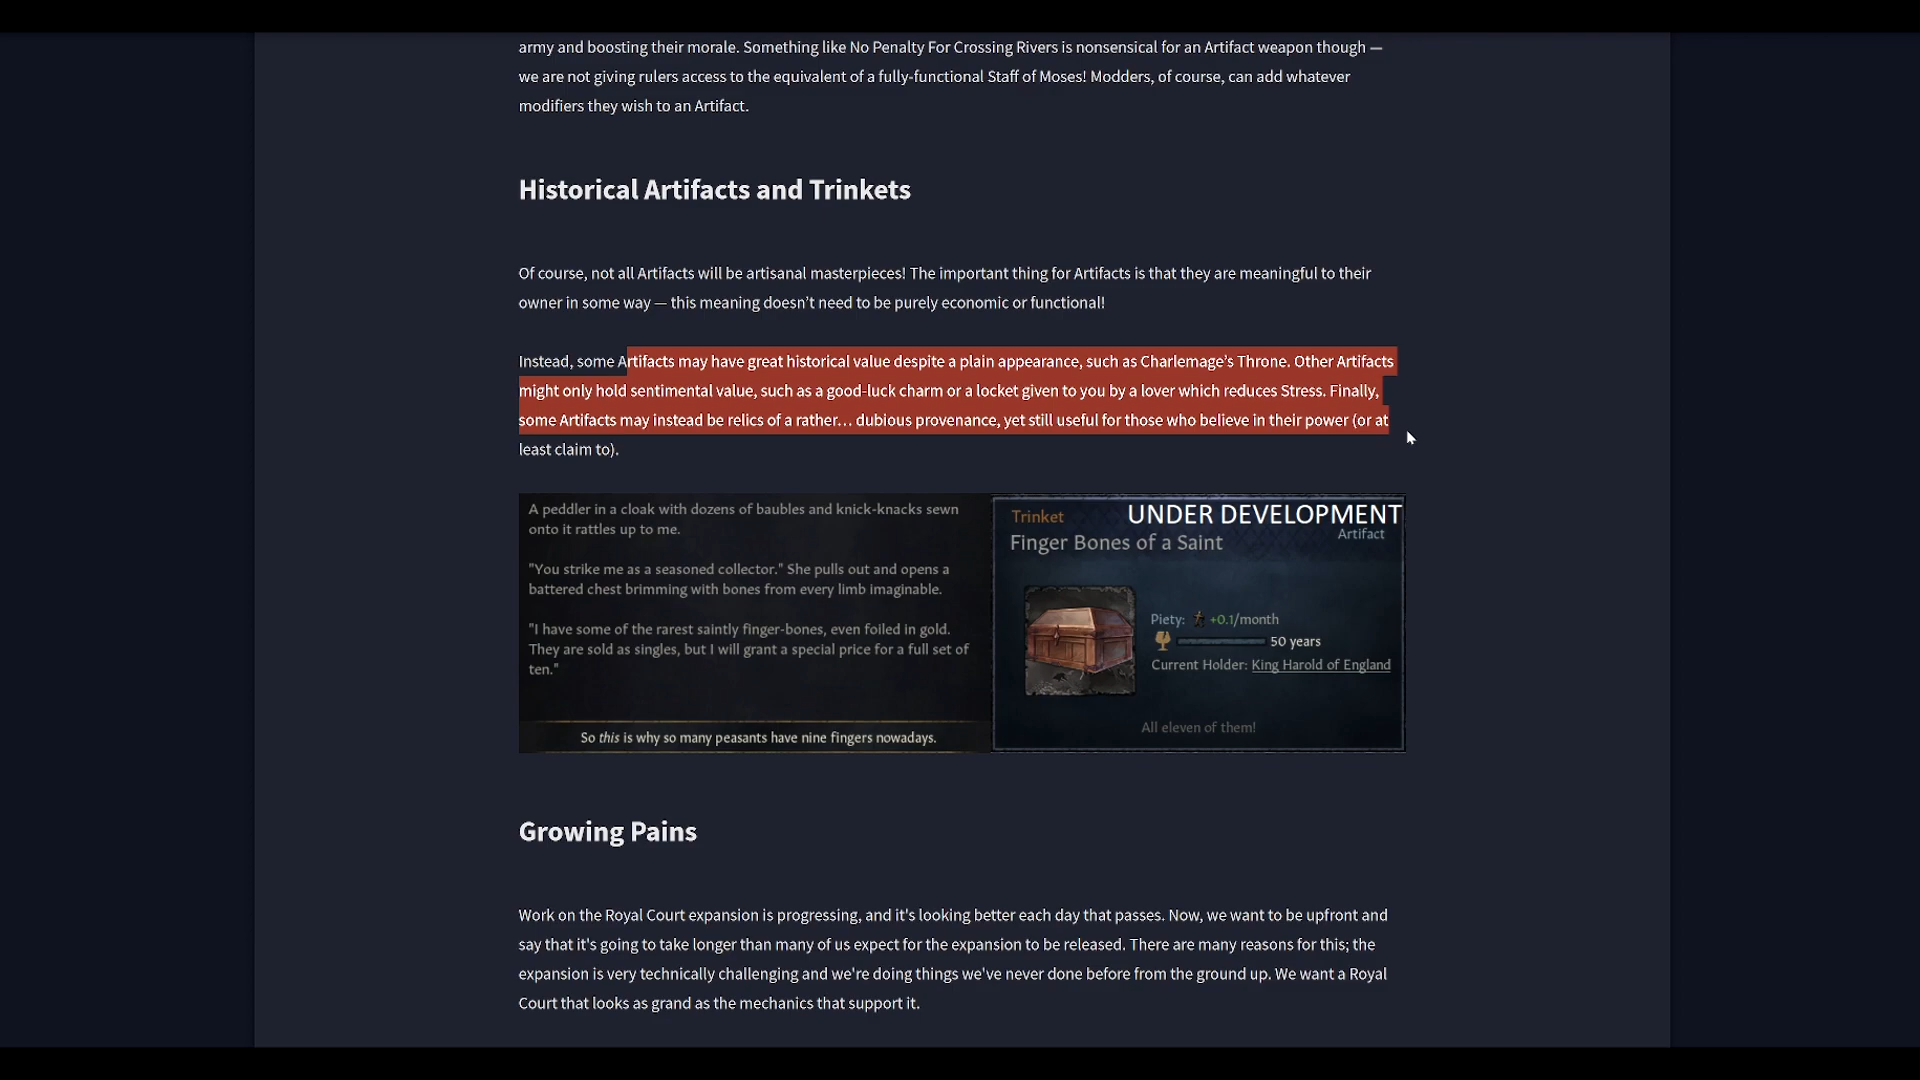 army and boosting their morale. Something like No Penalty For Crossing Rivers is nonsensical for an Artifact weapon though —
we are not giving rulers access to the equivalent of a fully-functional Staff of Moses! Modders, of course, can add whatever
modifiers they wish to an Artifact.
Historical Artifacts and Trinkets
Of course, not all Artifacts will be artisanal masterpieces! The important thing for Artifacts is that they are meaningful to their
owner in some way — this meaning doesn’t need to be purely economic or functional!
Instead, some Artifacts may have great historical value despite a plain appearance, such as Charlemage’s Throne. Other Artifacts
might only hold sentimental value, such as a good-luck charm or a locket given to you by a lover which reduces Stress. Finally,
some Artifacts may instead be relics of a rather… dubious provenance, yet still useful for those who believe in their power (or at
least claim to).
A peddler in a cloak with dozens of baubles and knick-knacks sewn
onto it rattles up to me.
"You strike me as a seasoned collector." She pulls out and opens a
battered chest brimming with bones from every limb imaginable.
"I have some of the rarest saintly finger-bones, even foiled in gold.
They are sold as singles, but I will grant a special price for a full set of
ten."
So this is why so many peasants have nine fingers nowadays.
Trinket
UNDER DEVELOPMENT
Artifact
Finger Bones of a Saint
Piety: +0.1/month
50 years
Current Holder: King Harold of England
All eleven of them!
Growing Pains
Work on the Royal Court expansion is progressing, and it's looking better each day that passes. Now, we want to be upfront and
say that it's going to take longer than many of us expect for the expansion to be released. There are many reasons for this; the
expansion is very technically challenging and we're doing things we've never done before from the ground up. We want a Royal
Court that looks as grand as the mechanics that support it.